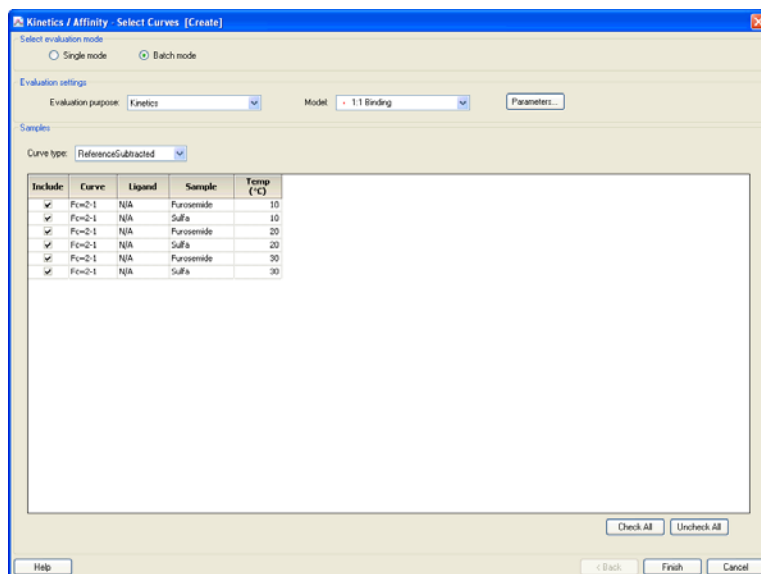 Kinetics / Affinity - Select Curves [Create]
Select evaluation mode
Single mode Batch mode
Evaluation settings
Evaluation purpose: Kinetics Model: 1:1 Binding Parameters...
Samples
Curve type: ReferenceSubtracted
Include Curve Ligand Sample Temp (°C)
Fc=2-1 N/A Furosemide 10
Fc=2-1 N/A Sulfa 10
Fc=2-1 N/A Furosemide 20
Fc=2-1 N/A Sulfa 20
Fc=2-1 N/A Furosemide 30
Fc=2-1 N/A Sulfa 30
Check All Uncheck All
Help < Back Finish Cancel